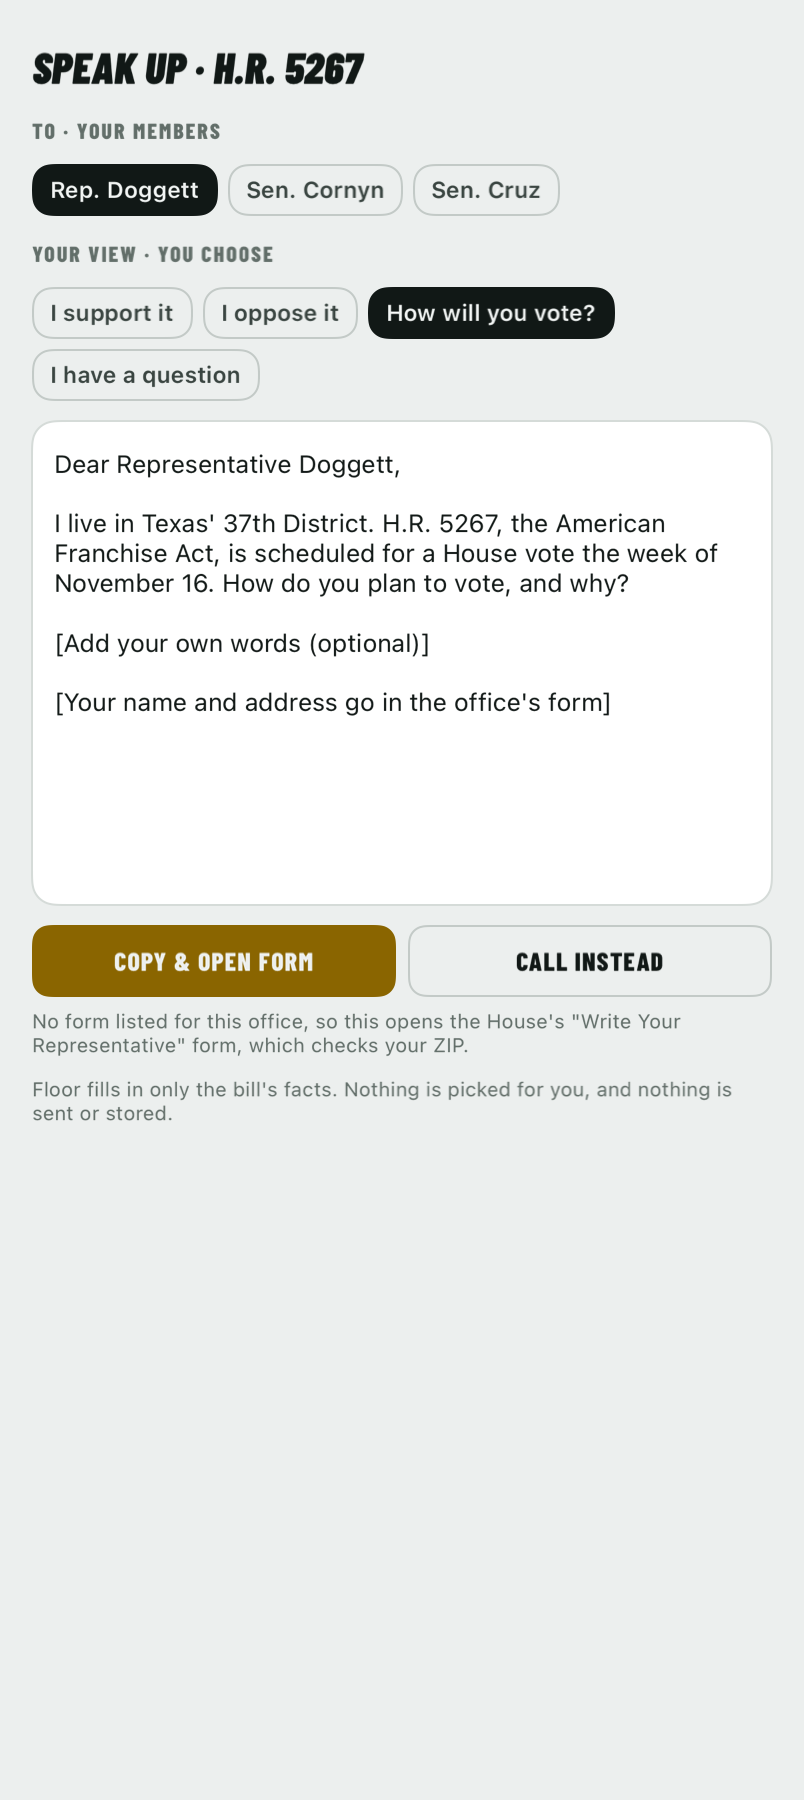 SPEAK UP · H.R. 5267
TO · YOUR MEMBERS
Rep. Doggett
Sen. Cornyn
Sen. Cruz
YOUR VIEW · YOU CHOOSE
I support it
I oppose it
How will you vote?
I have a question
Dear Representative Doggett,
I live in Texas' 37th District. H.R. 5267, the American
Franchise Act, is scheduled for a House vote the week of
November 16. How do you plan to vote, and why?
[Add your own words (optional)]
[Your name and address go in the office's form]
COPY & OPEN FORM
CALL INSTEAD
No form listed for this office, so this opens the House's "Write Your
Representative" form, which checks your ZIP.
Floor fills in only the bill's facts. Nothing is picked for you, and nothing is
sent or stored.